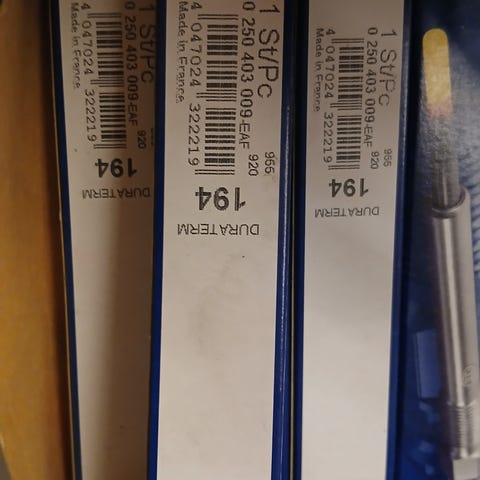 1 St/Pc
0 250 403 009-EAF 920
4 047024 322219
Made in France
194
DURATERM
1 St/Pc
0 250 403 009-EAF 920
955
4 047024 322219
Made in France
194
DURATERM
1 St/Pc
0 250 403 009-EAF 920
955
4 047024 322219
Made in France
194
DURATERM